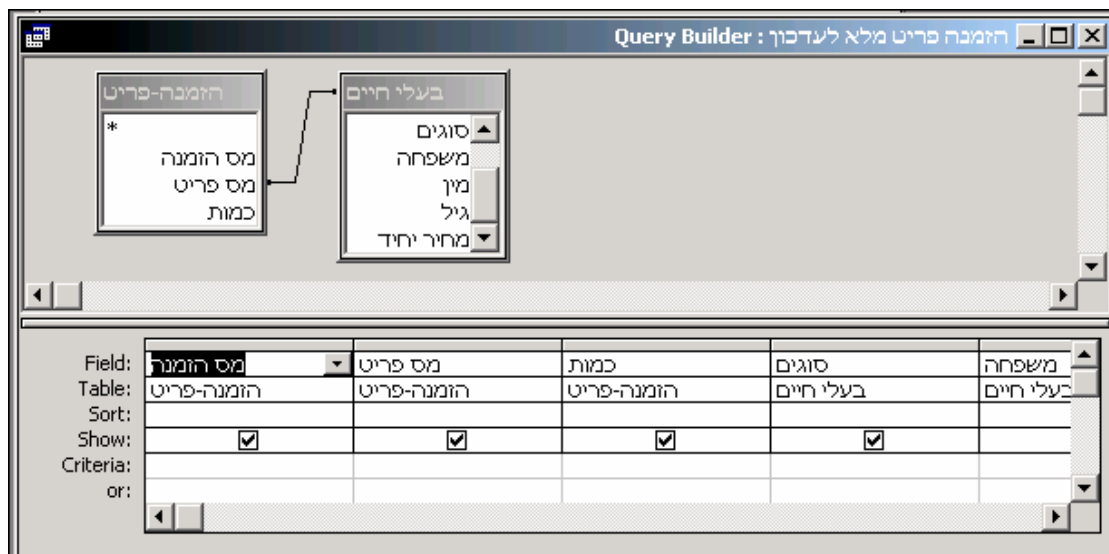 הזמנה פריט מלא לעדכון : Query Builder
הזמנה-פריט
*
מס הזמנה
מס פריט
כמות
בעלי חיים
סוגים
משפחה
מין
גיל
מחיר יחיד
Field: מס הזמנה מס פריט כמות סוגים משפחה
Table: הזמנה-פריט הזמנה-פריט הזמנה-פריט בעלי חיים בעלי חיים
Sort:
Show:
Criteria:
or: